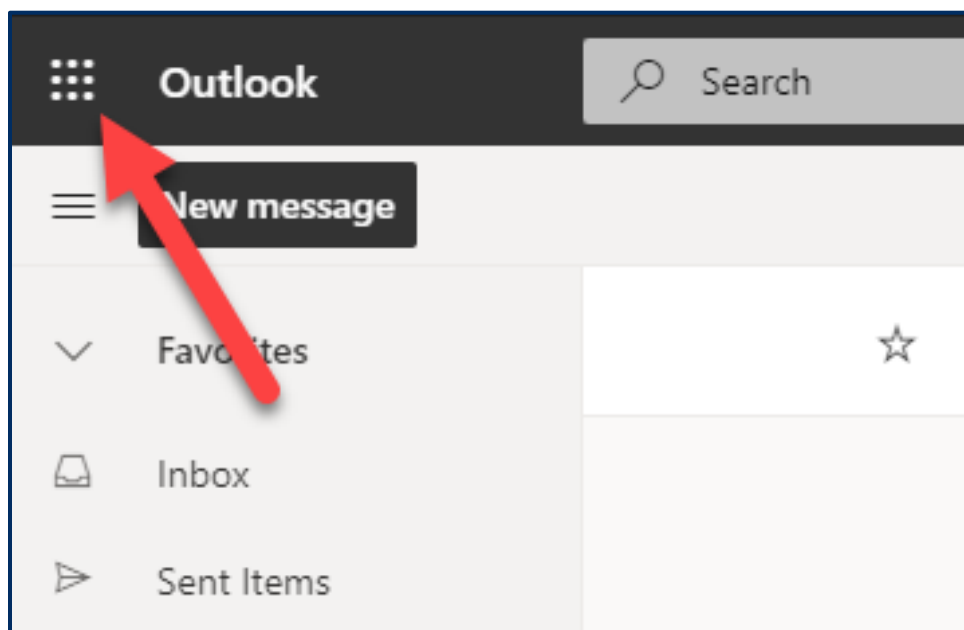 Outlook
Search
New message
Favorites
Inbox
Sent Items